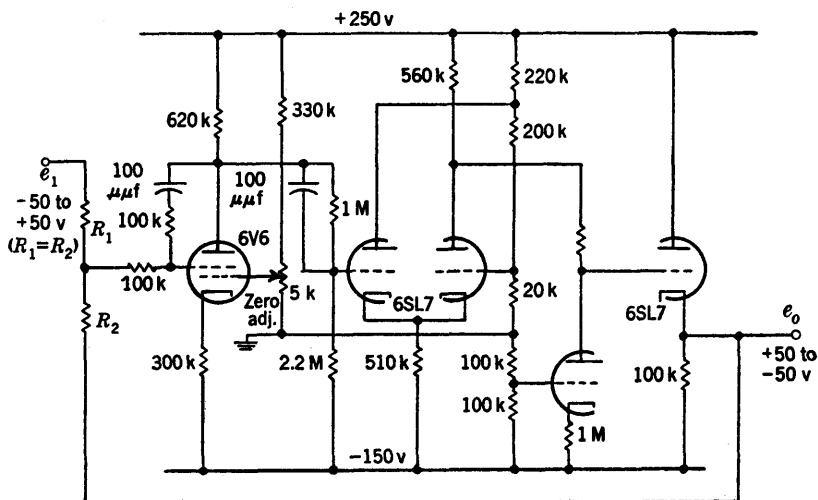 +250 v
560 k
220 k
620 k
330 k
200 k
e1
100
μμf
100
μμf
-50 to
+50 v
(R1=R2)
R1
100 k
1 M
6V6
100 k
Zero
adj.
5 k
6SL7
20 k
6SL7
R2
eo
+50 to
-50 v
300 k
2.2 M
510 k
100 k
100 k
100 k
1 M
-150 v